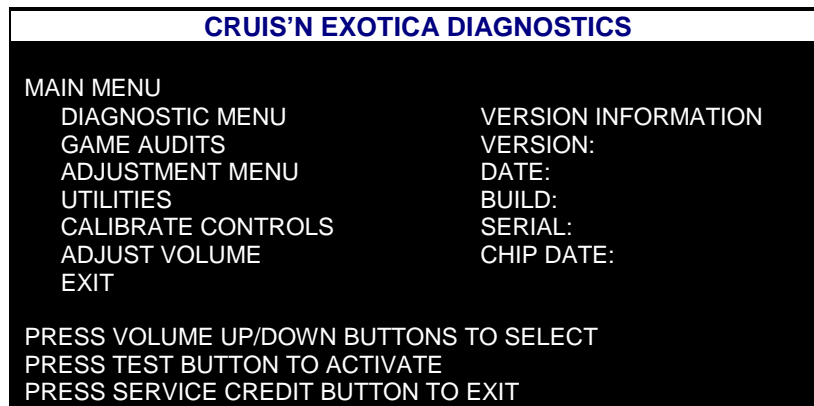 CRUIS'N EXOTICA DIAGNOSTICS
MAIN MENU
DIAGNOSTIC MENU
GAME AUDITS
ADJUSTMENT MENU
UTILITIES
CALIBRATE CONTROLS
ADJUST VOLUME
EXIT
VERSION INFORMATION
VERSION:
DATE:
BUILD:
SERIAL:
CHIP DATE:
PRESS VOLUME UP/DOWN BUTTONS TO SELECT
PRESS TEST BUTTON TO ACTIVATE
PRESS SERVICE CREDIT BUTTON TO EXIT